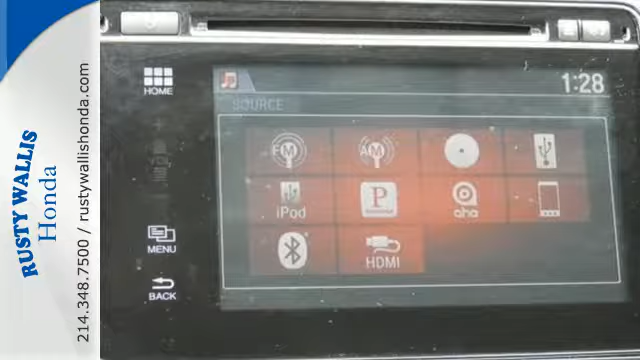 RUSTY WALLIS
Honda
214.348.7500 / rustywallishonda.com
HOME
VOL
MENU
BACK
1:28
SOURCE
FM
AM
iPod
P
aha
HDMI